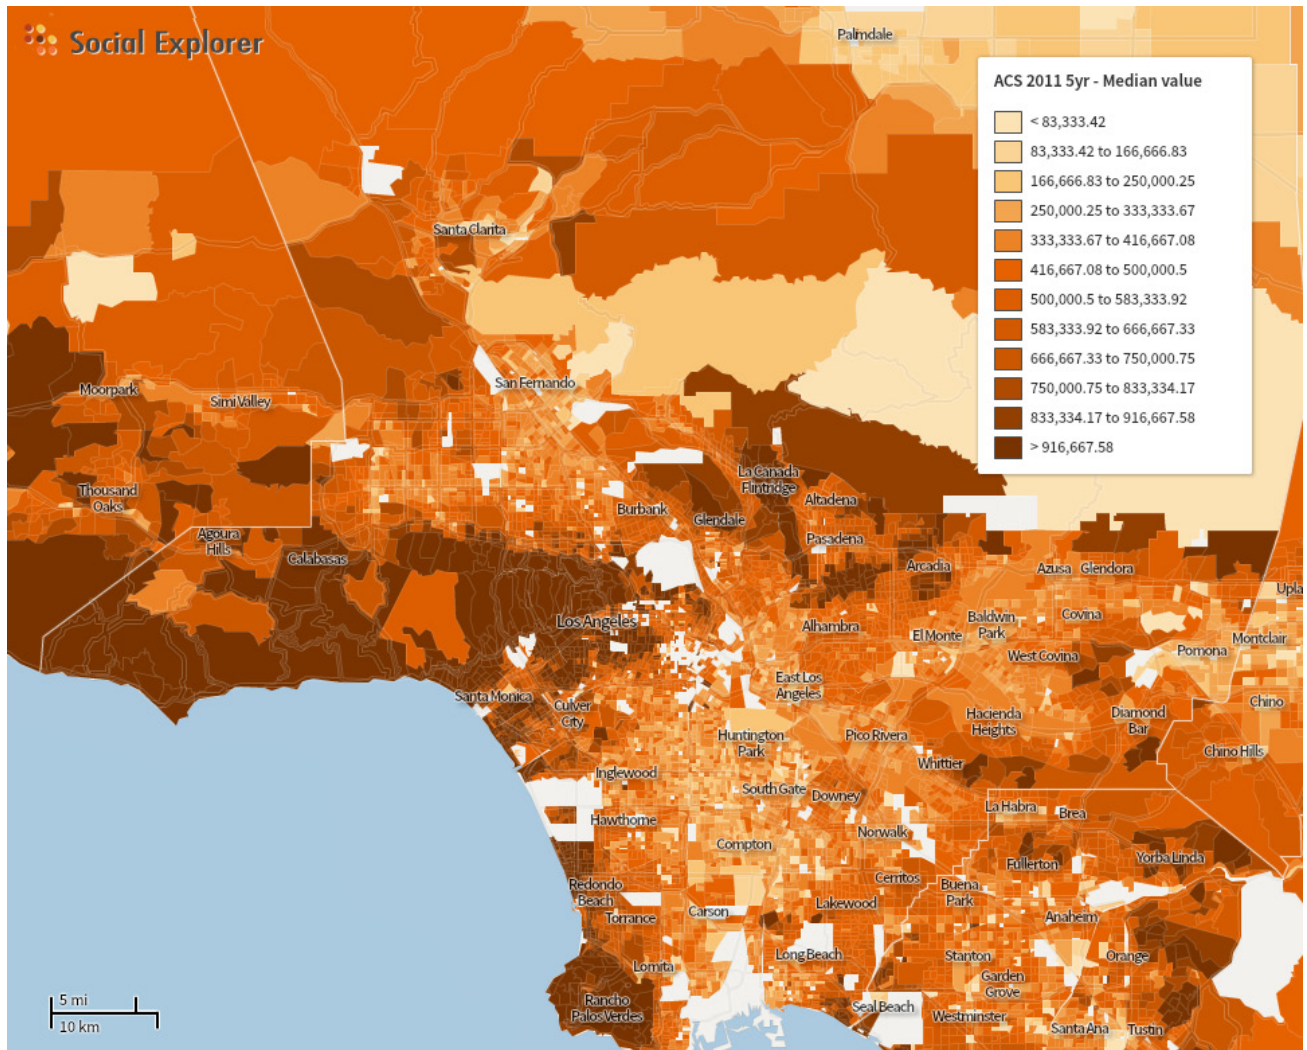 Social Explorer
Palmdale
ACS 2011 5yr - Median value
< 83,333.42
83,333.42 to 166,666.83
166,666.83 to 250,000.25
250,000.25 to 333,333.67
333,333.67 to 416,667.08
416,667.08 to 500,000.5
500,000.5 to 583,333.92
583,333.92 to 666,667.33
666,667.33 to 750,000.75
750,000.75 to 833,334.17
833,334.17 to 916,667.58
> 916,667.58
Santa Clarita
San Fernando
Moorpark
Simi Valley
La Canada
Flintridge
Thousand
Oaks
Altadena
Burbank
Glendale
Agoura
Hills
Pasadena
Calabasas
Arcadia
Azusa
Glendora
Upla
Los Angeles
Alhambra
Baldwin
Park
Covina
El Monte
Montclair
West Covina
Pomona
East Los
Angeles
Santa Monica
Culver
City
Chino
Hacienda
Heights
Diamond
Bar
Huntington
Park
Pico Rivera
Chino Hills
Whittier
Inglewood
South Gate
Downey
La Habra
Brea
Hawthorne
Norwalk
Compton
Yorba Linda
Fullerton
Cerritos
Redondo
Beach
Buena
Park
Lakewood
Torrance
Carson
Anaheim
Long Beach
Stanton
Orange
Lomita
Garden
Grove
Rancho
Palos Verdes
Seal Beach
Westminster
Santa Ana
Tustin
5 mi
10 km